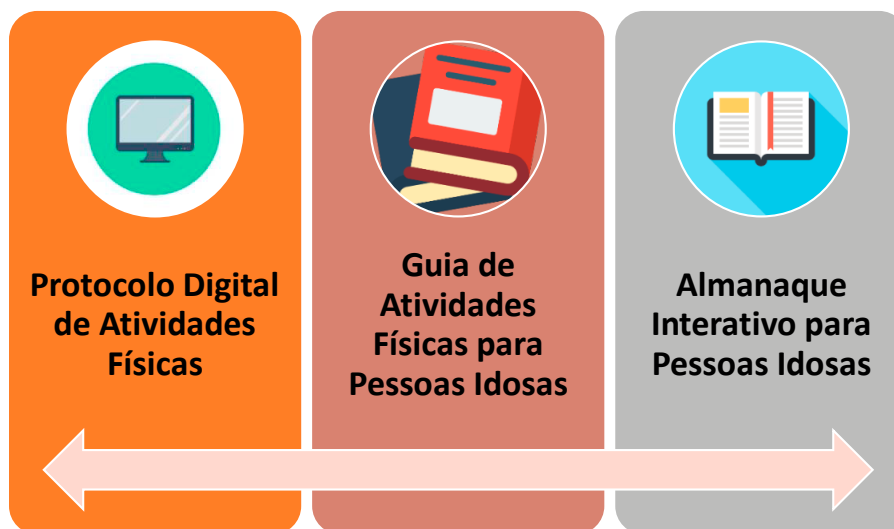 Protocolo Digital
de Atividades
Físicas
Guia de
Atividades
Físicas para
Pessoas Idosas
Almanaque
Interativo para
Pessoas Idosas